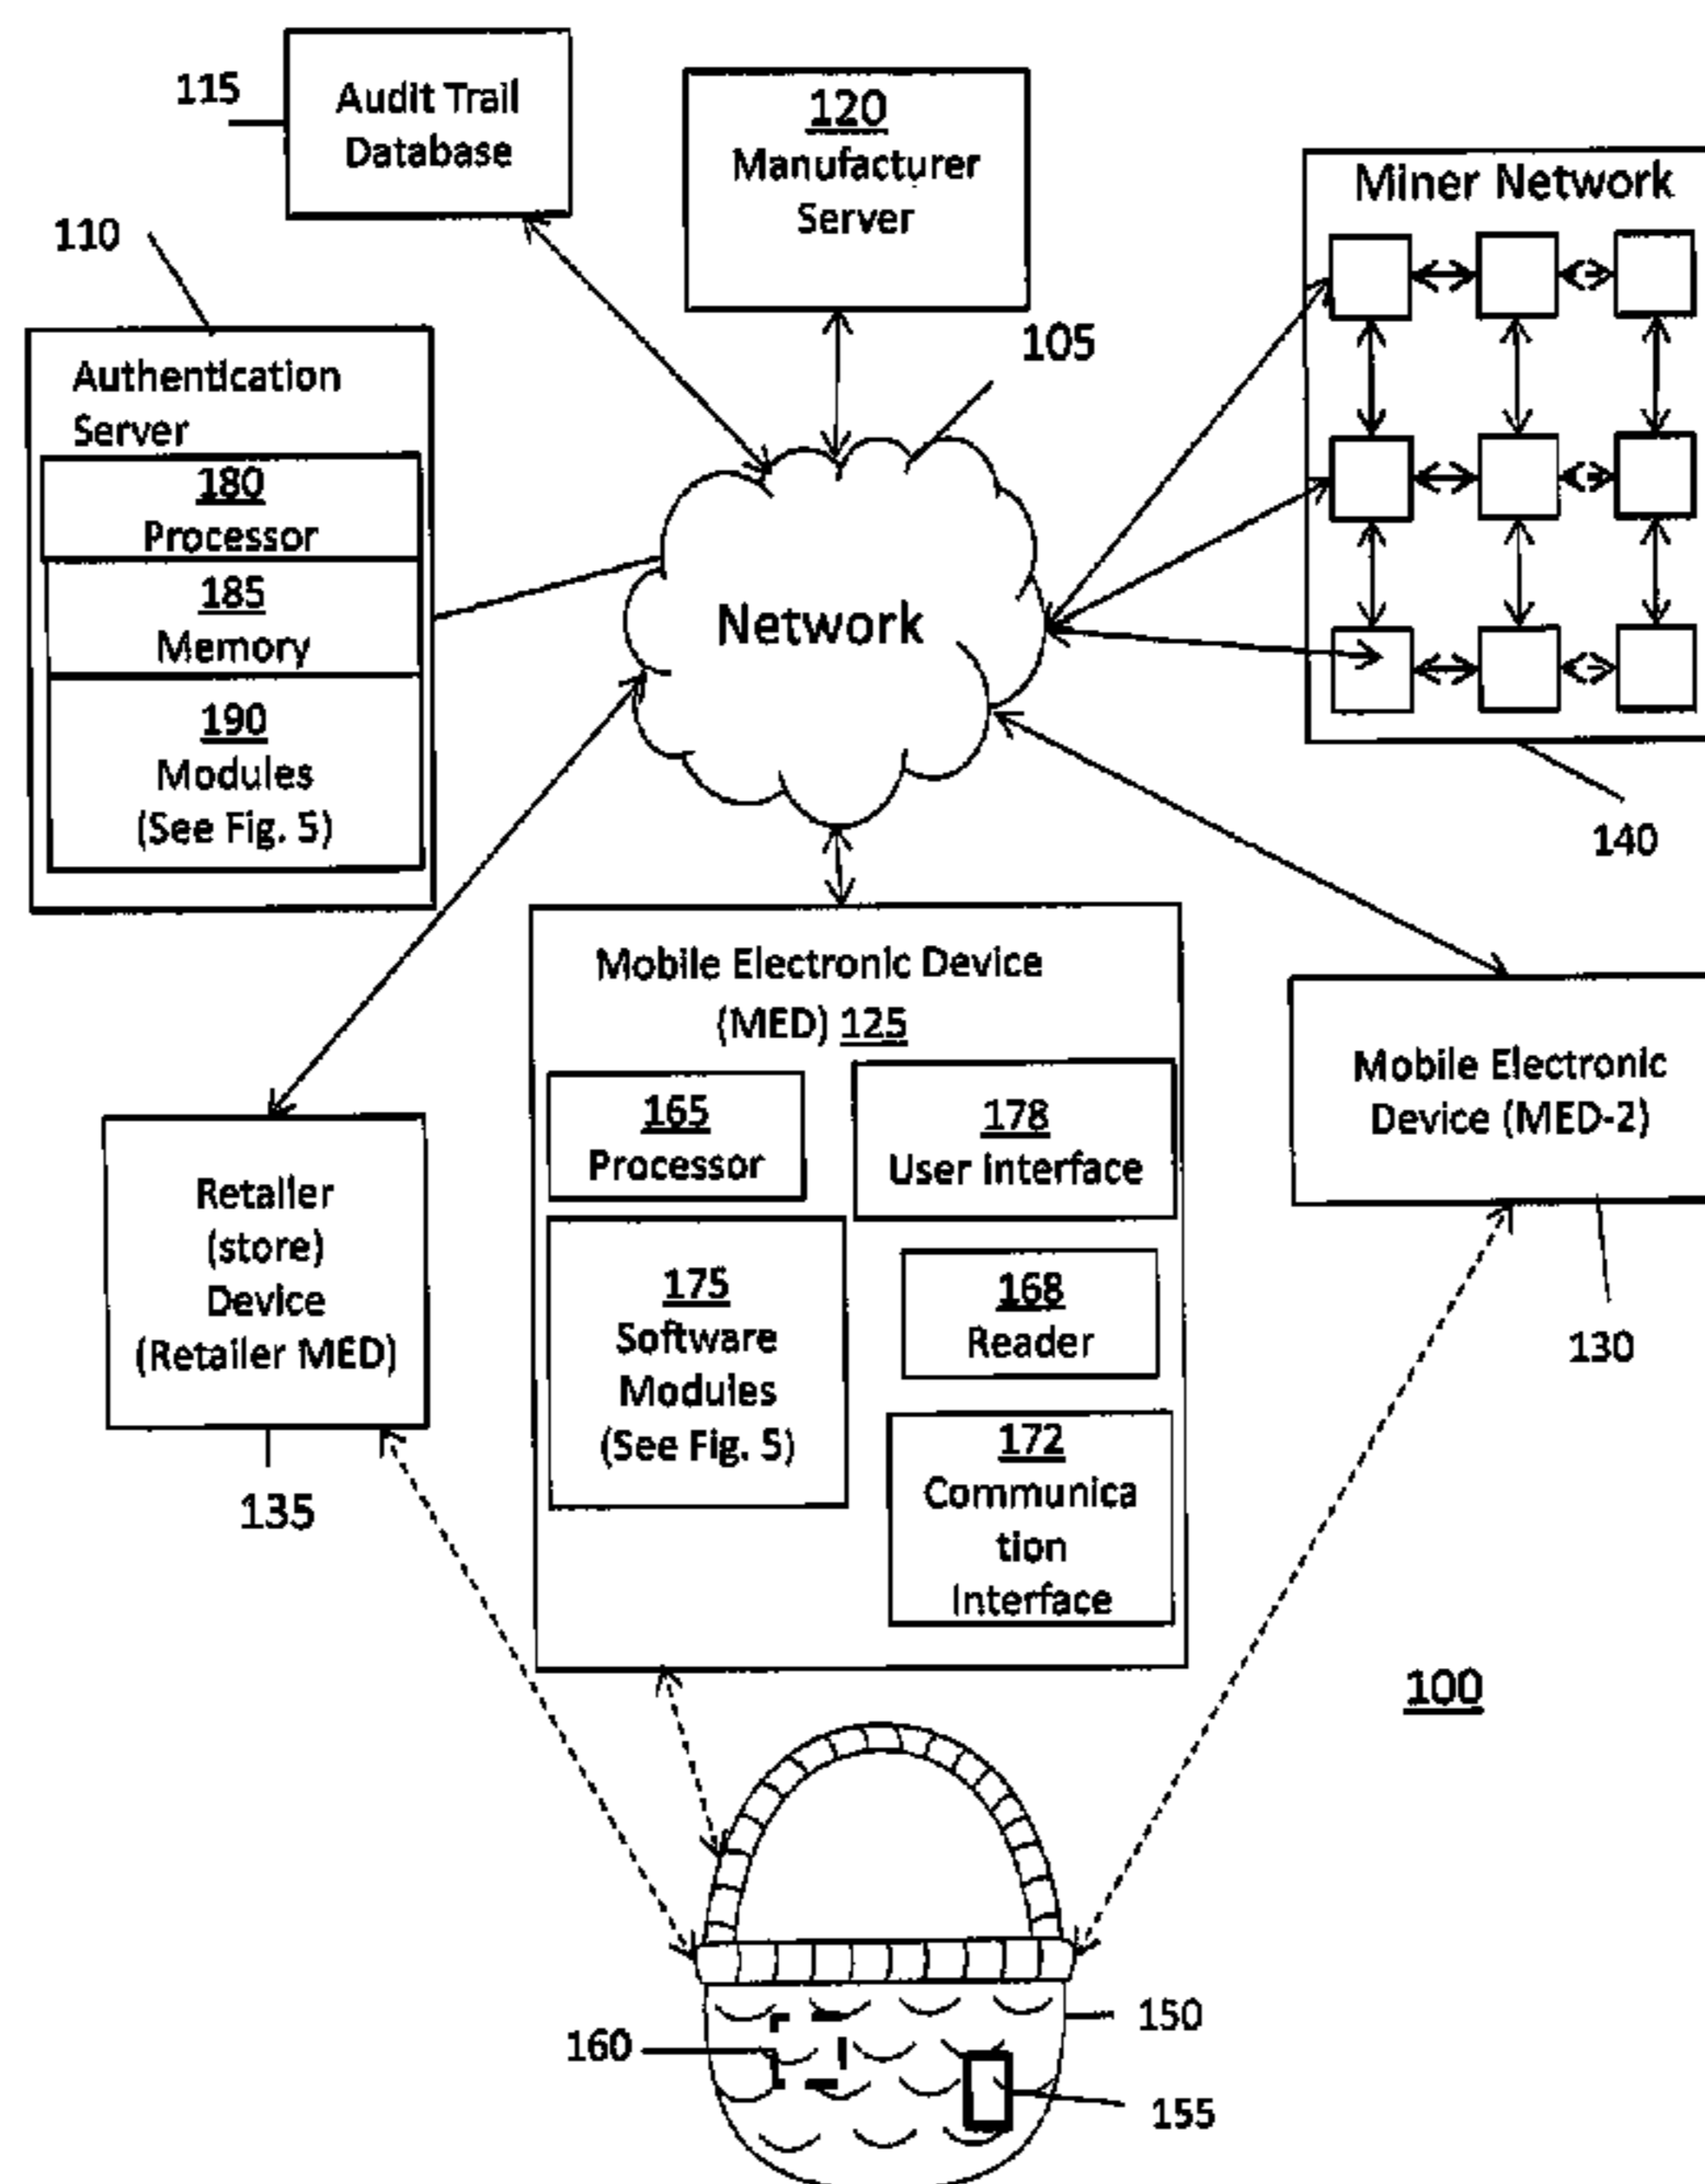 115
Audit Trail
Database
120
Manufacturer
Server
Miner Network
110
105
Authentication
Server
180
Processor
185
Memory
190
Modules
(See Fig. 5)
Network
140
Mobile Electronic Device
(MED) 125
165
Processor
178
User Interface
175
Software
Modules
(See Fig. 5)
168
Reader
172
Communica
tion
Interface
Mobile Electronic
Device (MED-2)
130
Retailer
(store)
Device
(Retailer MED)
135
100
150
160
155